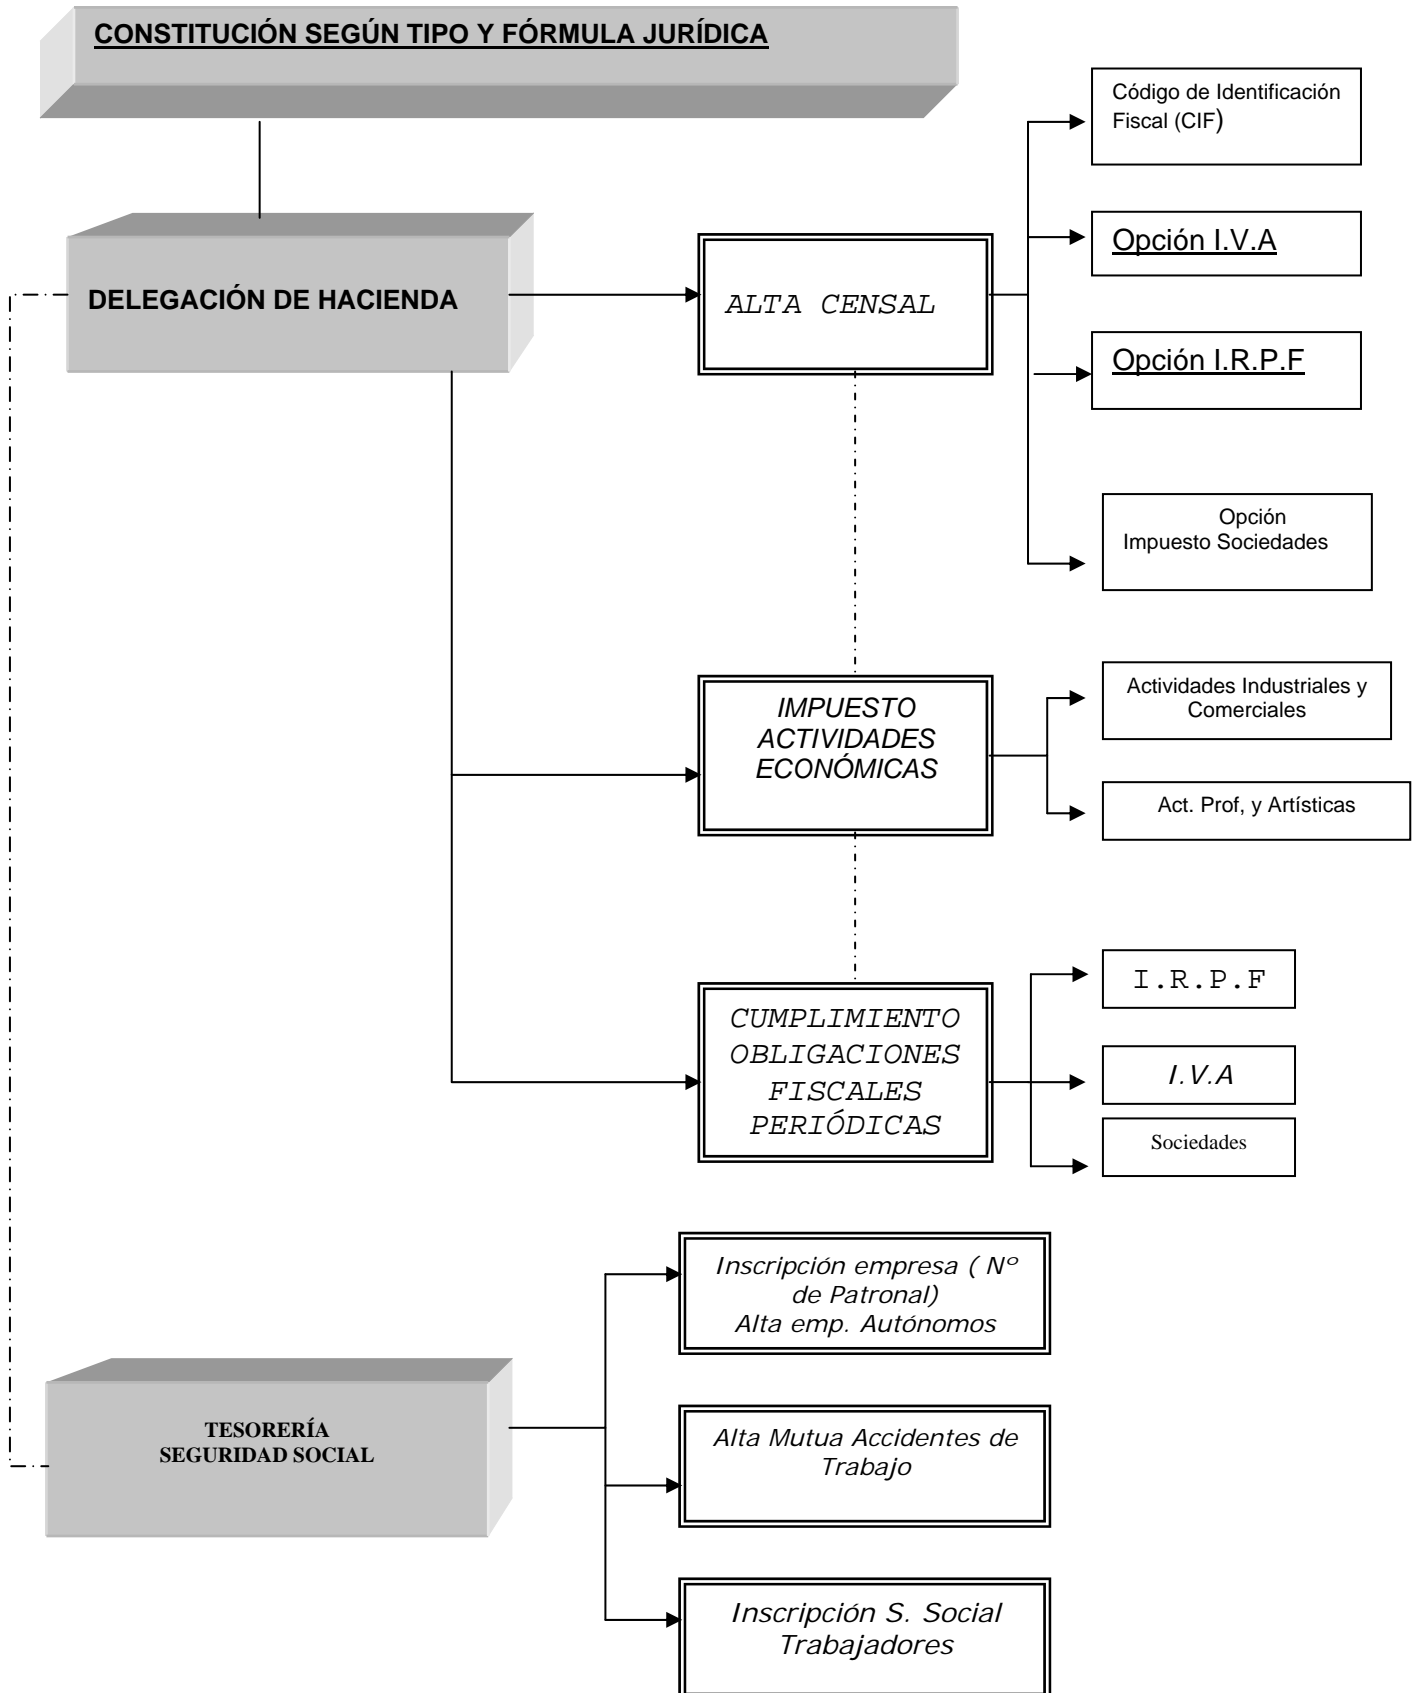 CONSTITUCIÓN SEGÚN TIPO Y FÓRMULA JURÍDICA
Código de Identificación
Fiscal (CIF)
Opción I.V.A
DELEGACIÓN DE HACIENDA
ALTA CENSAL
Opción I.R.P.F
Opción
Impuesto Sociedades
IMPUESTO
ACTIVIDADES
ECONÓMICAS
Actividades Industriales y
Comerciales
Act. Prof, y Artísticas
CUMPLIMIENTO
OBLIGACIONES
FISCALES
PERIÓDICAS
I.R.P.F
I.V.A
Sociedades
Inscripción empresa ( Nº
de Patronal)
Alta emp. Autónomos
TESORERÍA
SEGURIDAD SOCIAL
Alta Mutua Accidentes de
Trabajo
Inscripción S. Social
Trabajadores